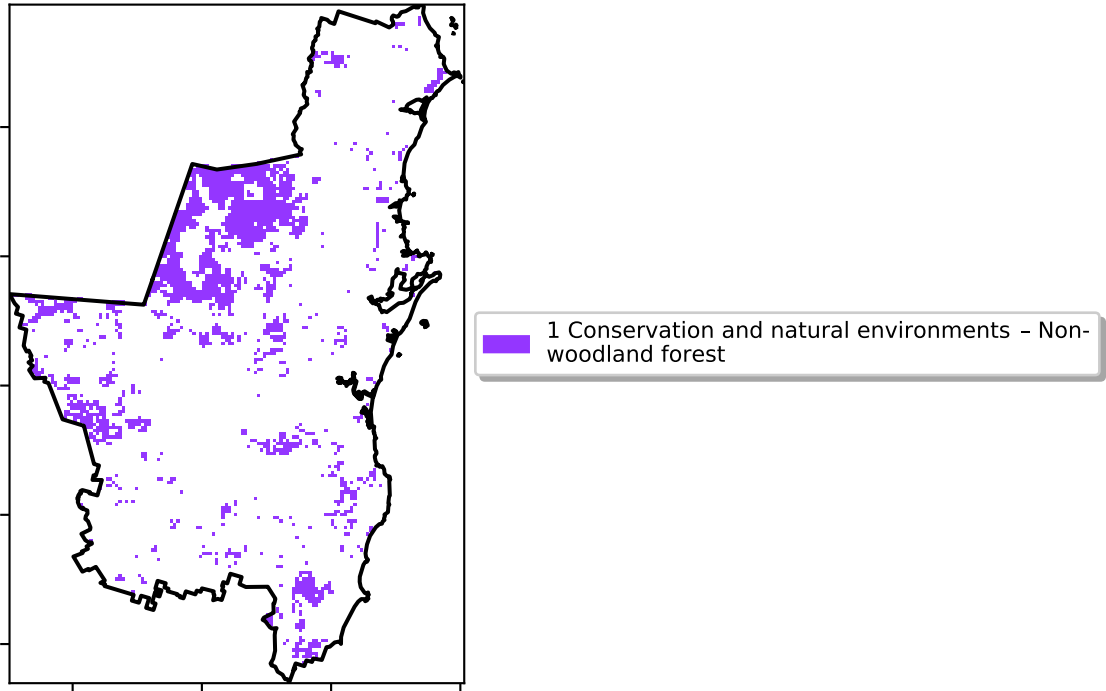 1 Conservation and natural environments – Non-
woodland forest